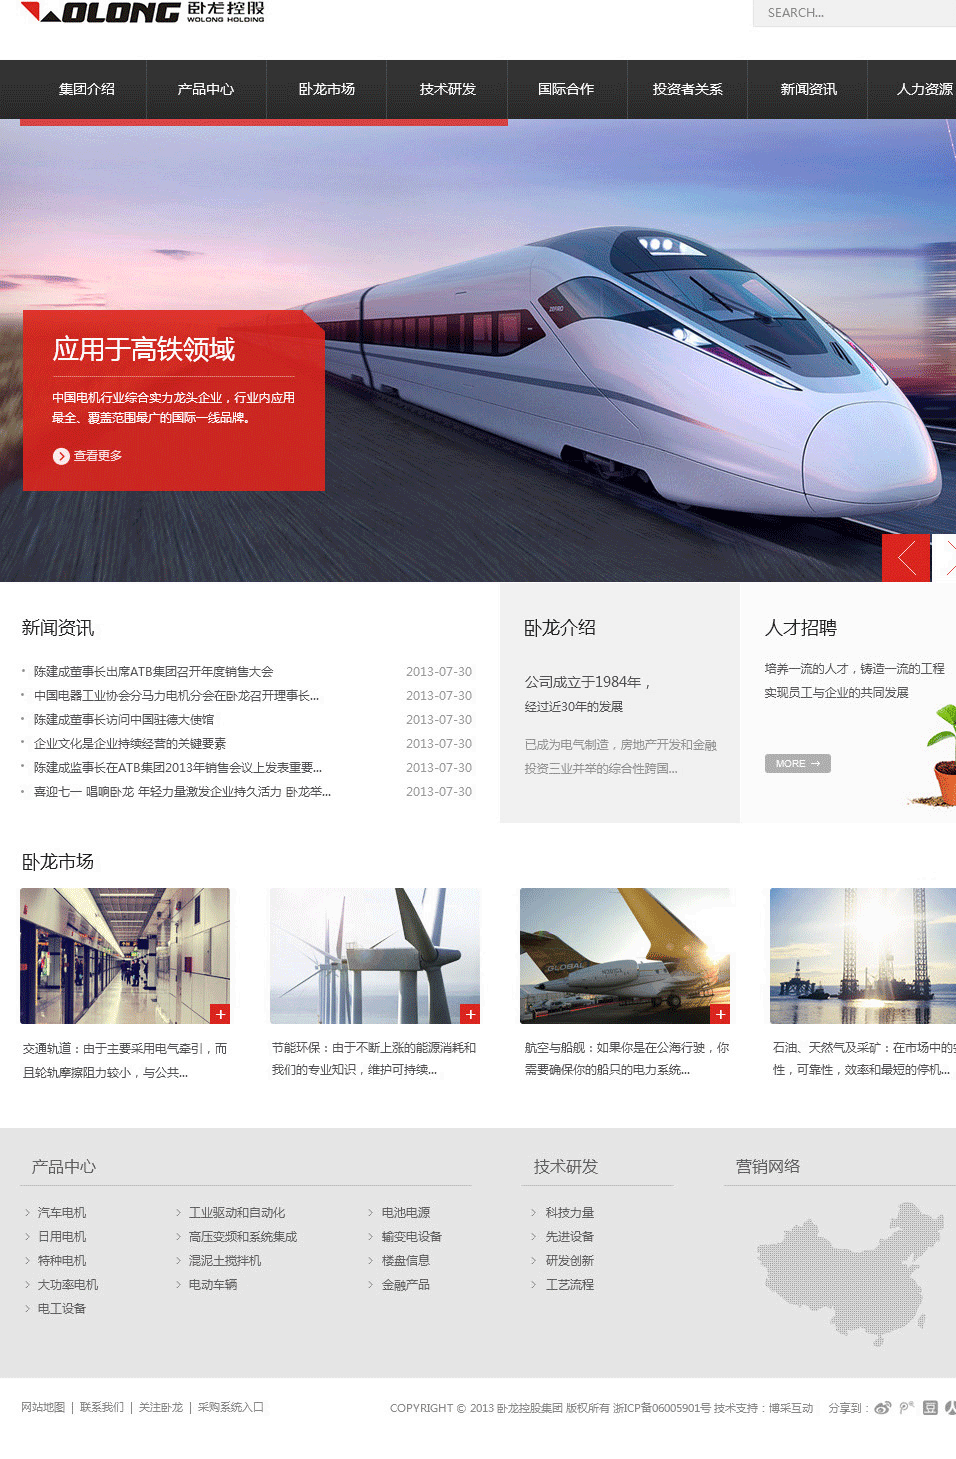 WOLONG 卧龙控股
WOLONG HOLDING
SEARCH...
集团介绍 产品中心 卧龙市场 技术研发 国际合作 投资者关系 新闻资讯 人力资源
应用于高铁领域
中国电机行业综合实力龙头企业，行业内应用
最全、覆盖范围最广的国际一线品牌。
查看更多
新闻资讯
陈建成董事长出席ATB集团召开年度销售大会 2013-07-30
中国电器工业协会分马力电机分会在卧龙召开理事长... 2013-07-30
陈建成董事长访问中国驻德大使馆 2013-07-30
企业文化是企业持续经营的关键要素 2013-07-30
陈建成监事长在ATB集团2013年销售会议上发表重要... 2013-07-30
喜迎七一 唱响卧龙 年轻力量激发企业持久活力 卧龙举... 2013-07-30
卧龙介绍
公司成立于1984年，
经过近30年的发展
已成为电气制造，房地产开发和金融
投资三业并举的综合性跨国...
人才招聘
培养一流的人才，铸造一流的工程
实现员工与企业的共同发展
MORE →
卧龙市场
GLOBAL
交通轨道：由于主要采用电气牵引，而
且轮轨摩擦阻力较小，与公共...
节能环保：由于不断上涨的能源消耗和
我们的专业知识，维护可持续...
航空与船舰：如果你是在公海行驶，你
需要确保你的船只的电力系统...
石油、天然气及采矿：在市场中的安
性，可靠性，效率和最短的停机...
产品中心
汽车电机
日用电机
特种电机
大功率电机
电工设备
工业驱动和自动化
高压变频和系统集成
混泥土搅拌机
电动车辆
电池电源
输变电设备
楼盘信息
金融产品
技术研发
科技力量
先进设备
研发创新
工艺流程
营销网络
网站地图 | 联系我们 | 关注卧龙 | 采购系统入口
COPYRIGHT © 2013 卧龙控股集团 版权所有 浙ICP备06005901号 技术支持：博采互动 分享到：
豆